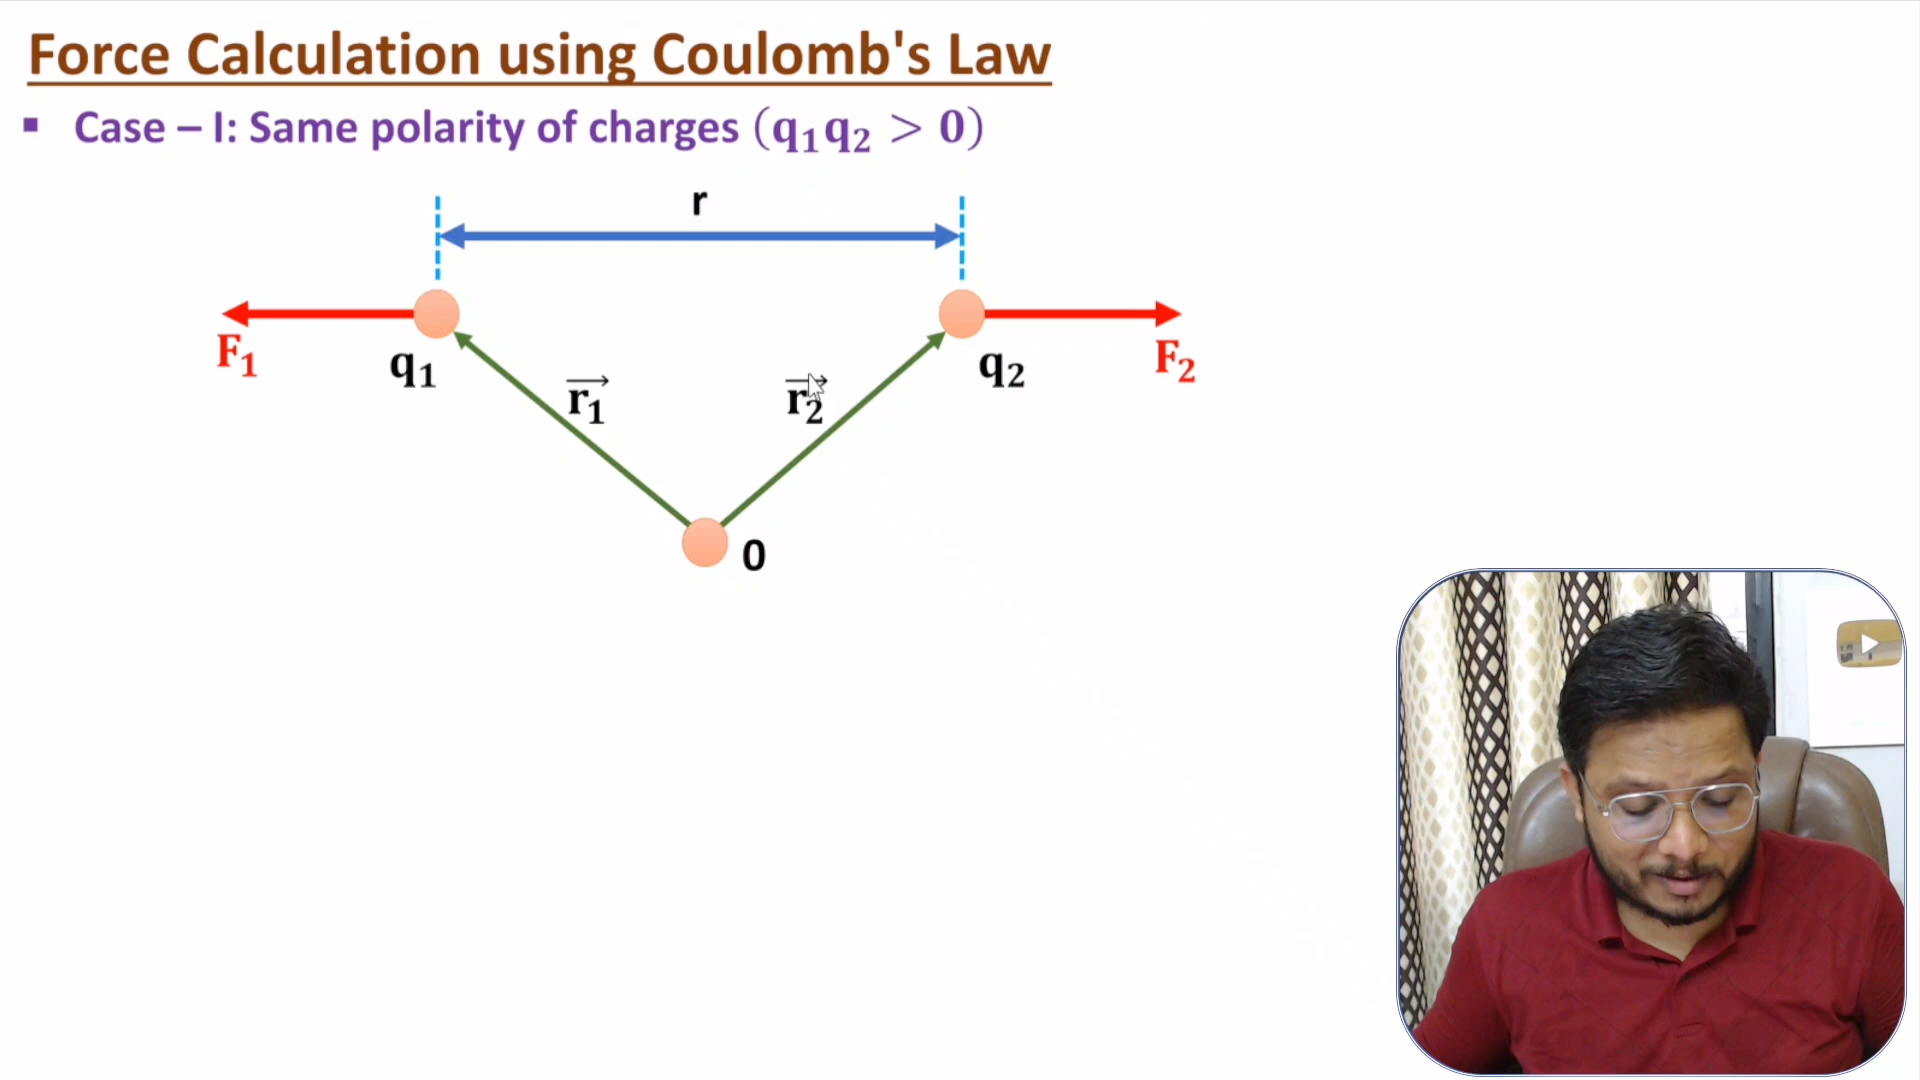 Force Calculation using Coulomb's Law
▪ Case – I: Same polarity of charges (q₁q₂ > 0)
r
F₁
q₁
q₂
F₂
r₁⃗
r₂⃗
0